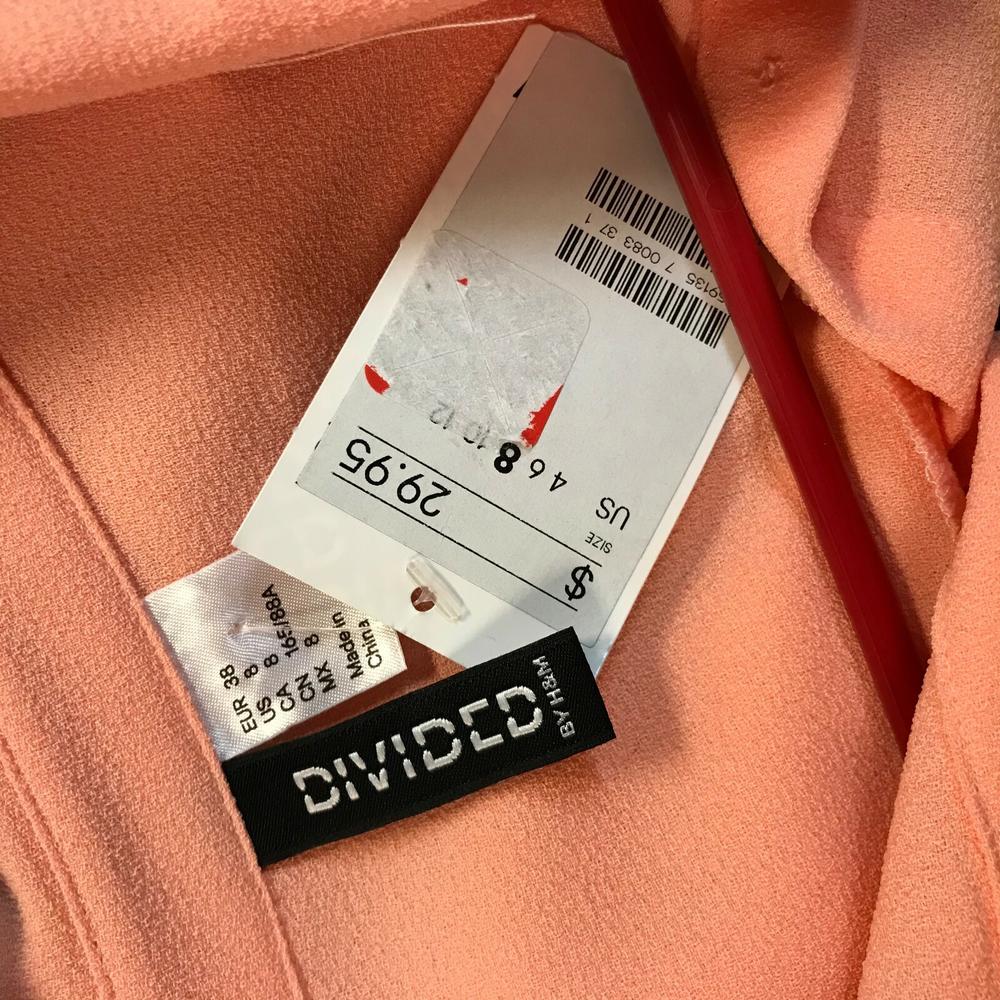 $ 29.95
SIZE
US 4 6 8 10 12
59135 7 0083 37 1
EUR 38
US 8
CA 8
CN 165/88A
MX 8
Made in
China
DIVIDED
BY H&M